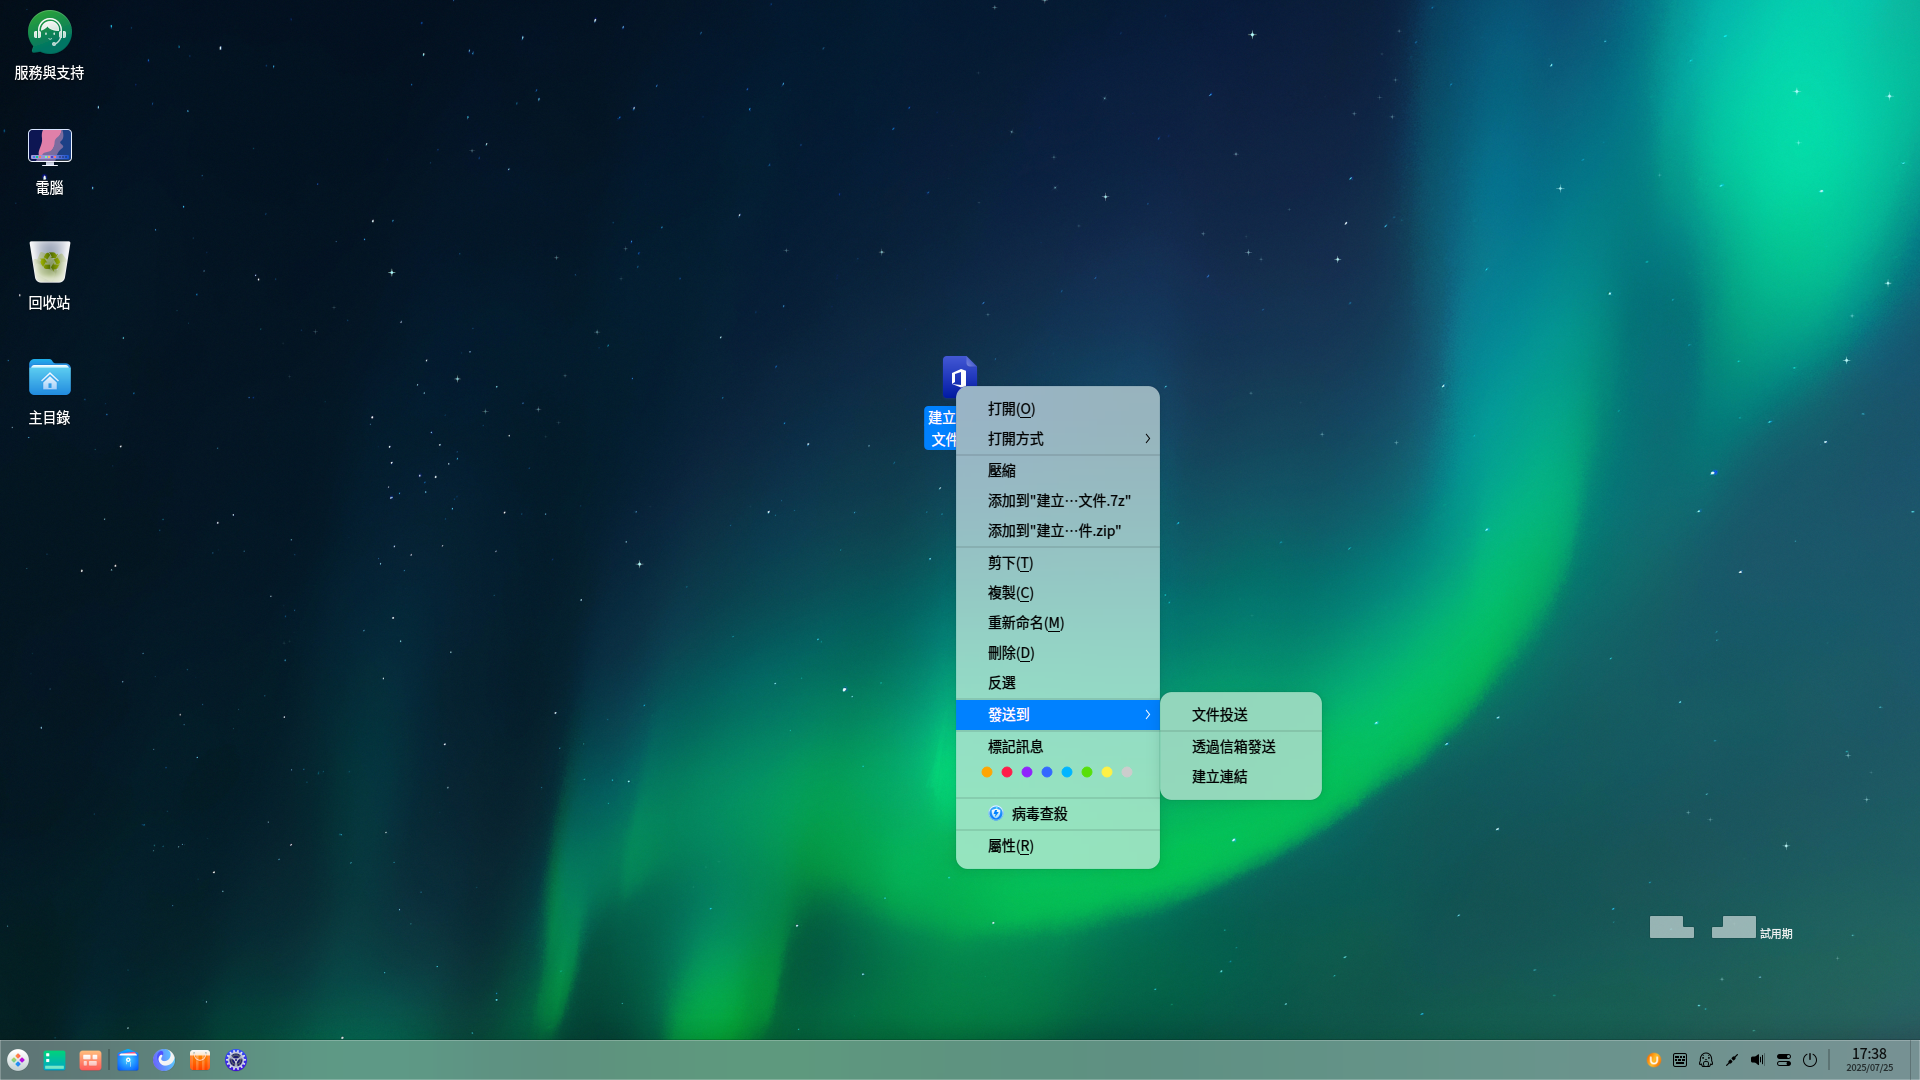 服務與支持
電腦
回收站
主目錄
建立
文件
打開(O)
打開方式
壓縮
添加到"建立⋯文件.7z"
添加到"建立⋯件.zip"
剪下(T)
複製(C)
重新命名(M)
刪除(D)
反選
發送到
標記訊息
病毒查殺
屬性(R)
文件投送
透過信箱發送
建立連結
試用期
17:38
2025/07/25